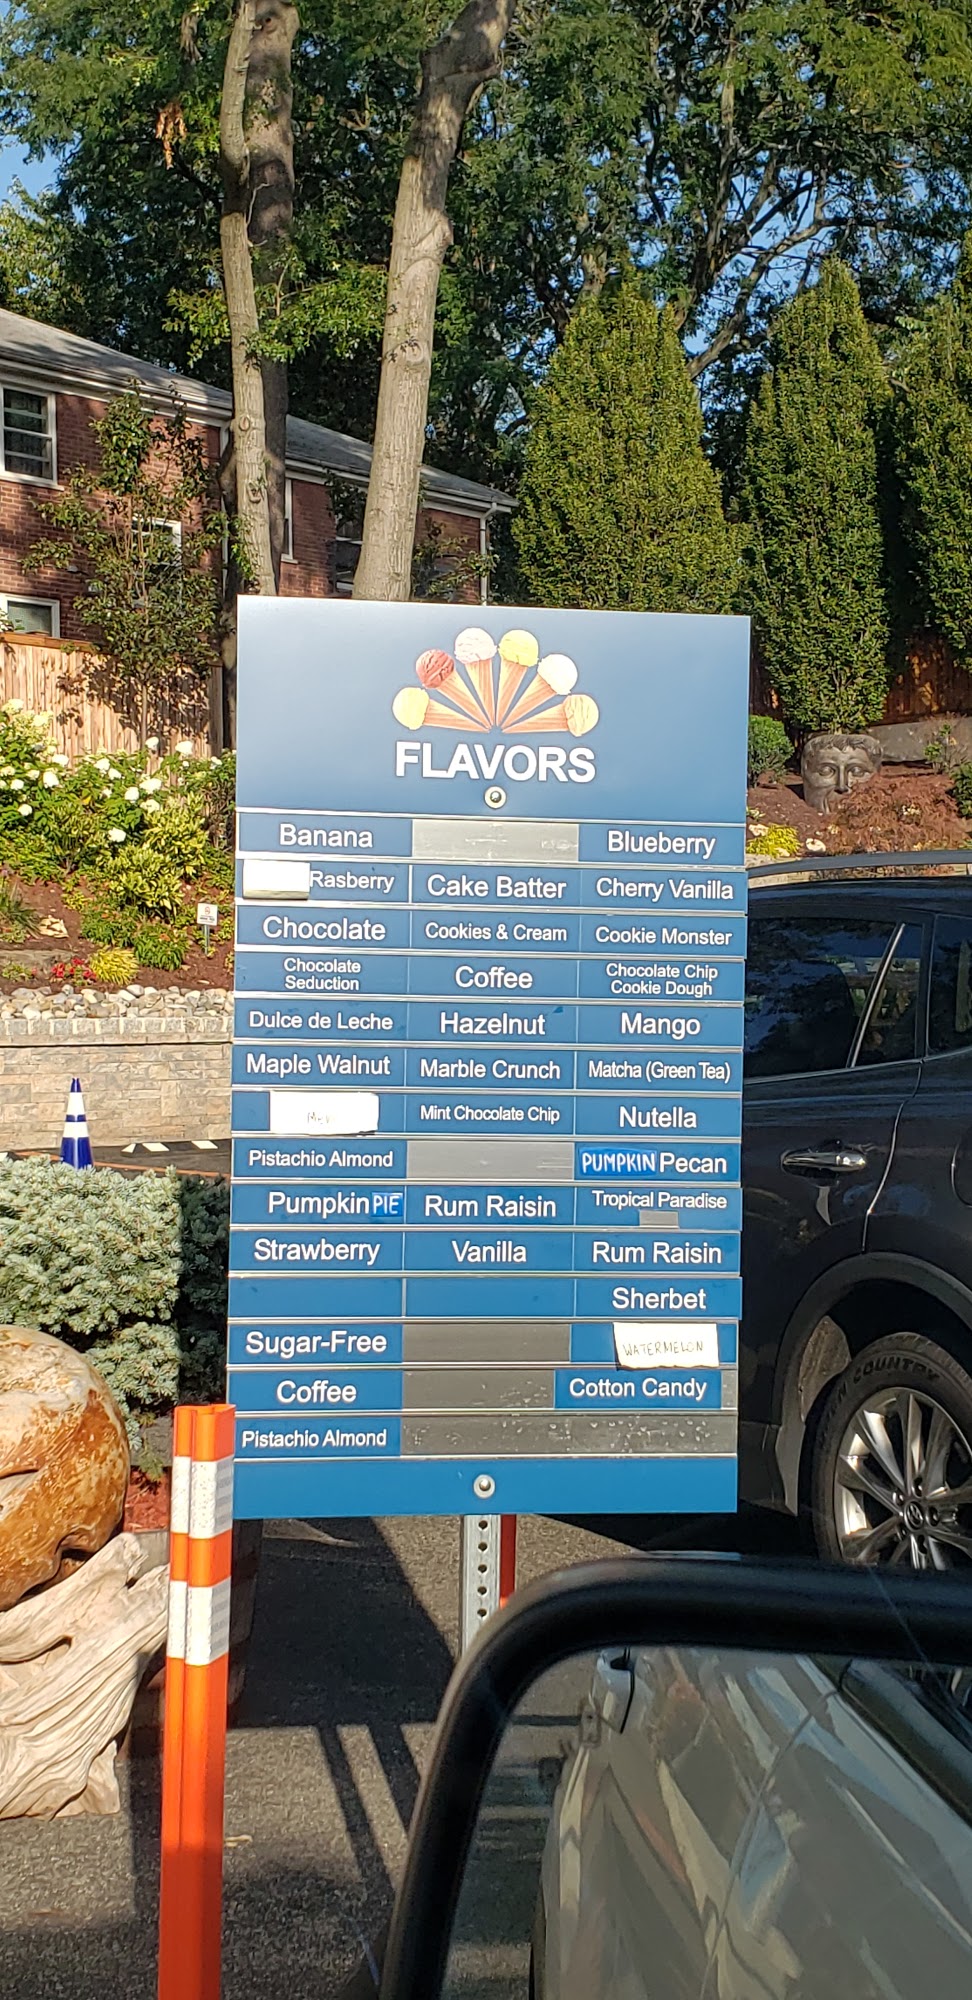 FLAVORS
Banana
Blueberry
Rasberry
Cake Batter
Cherry Vanilla
Chocolate
Cookies & Cream
Cookie Monster
Chocolate
Seduction
Coffee
Chocolate Chip
Cookie Dough
Dulce de Leche
Hazelnut
Mango
Maple Walnut
Marble Crunch
Matcha (Green Tea)
Mint Chocolate Chip
Nutella
Pistachio Almond
PUMPKIN Pecan
Pumpkin PIE
Rum Raisin
Tropical Paradise
Strawberry
Vanilla
Rum Raisin
Sherbet
Sugar-Free
WATERMELON
Coffee
Cotton Candy
Pistachio Almond
COUNTRY